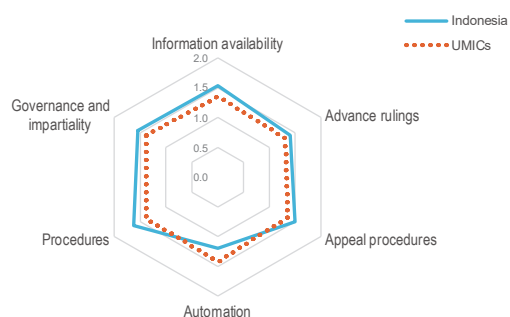 Indonesia
UMICs
Information availability
2.0
1.5
1.0
0.5
0.0
Governance and
impartiality
Advance rulings
Procedures
Appeal procedures
Automation